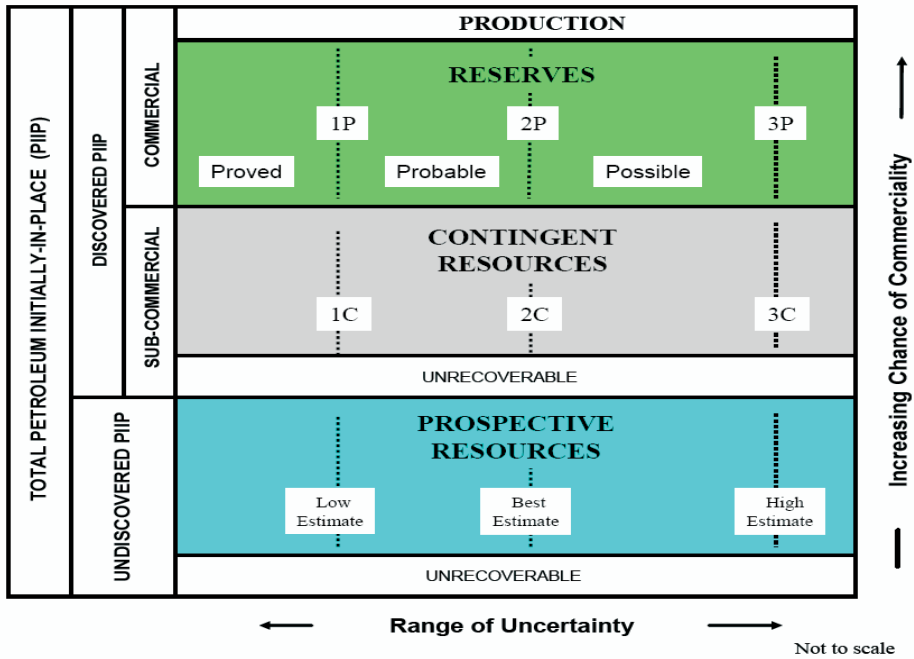 PRODUCTION
RESERVES
1P
2P
3P
Proved
Probable
Possible
CONTINGENT
RESOURCES
1C
2C
3C
UNRECOVERABLE
PROSPECTIVE
RESOURCES
Low
Estimate
Best
Estimate
High
Estimate
UNRECOVERABLE
TOTAL PETROLEUM INITIALLY-IN-PLACE (PIIP)
DISCOVERED PIIP
UNDISCOVERED PIIP
COMMERCIAL
SUB-COMMERCIAL
Increasing Chance of Commerciality
Range of Uncertainty
Not to scale